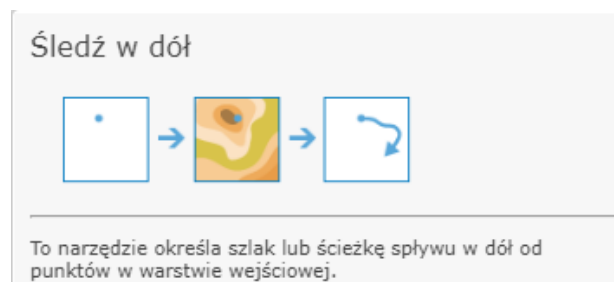 Śledź w dół
To narzędzie określa szlak lub ścieżkę spływu w dół od
punktów w warstwie wejściowej.